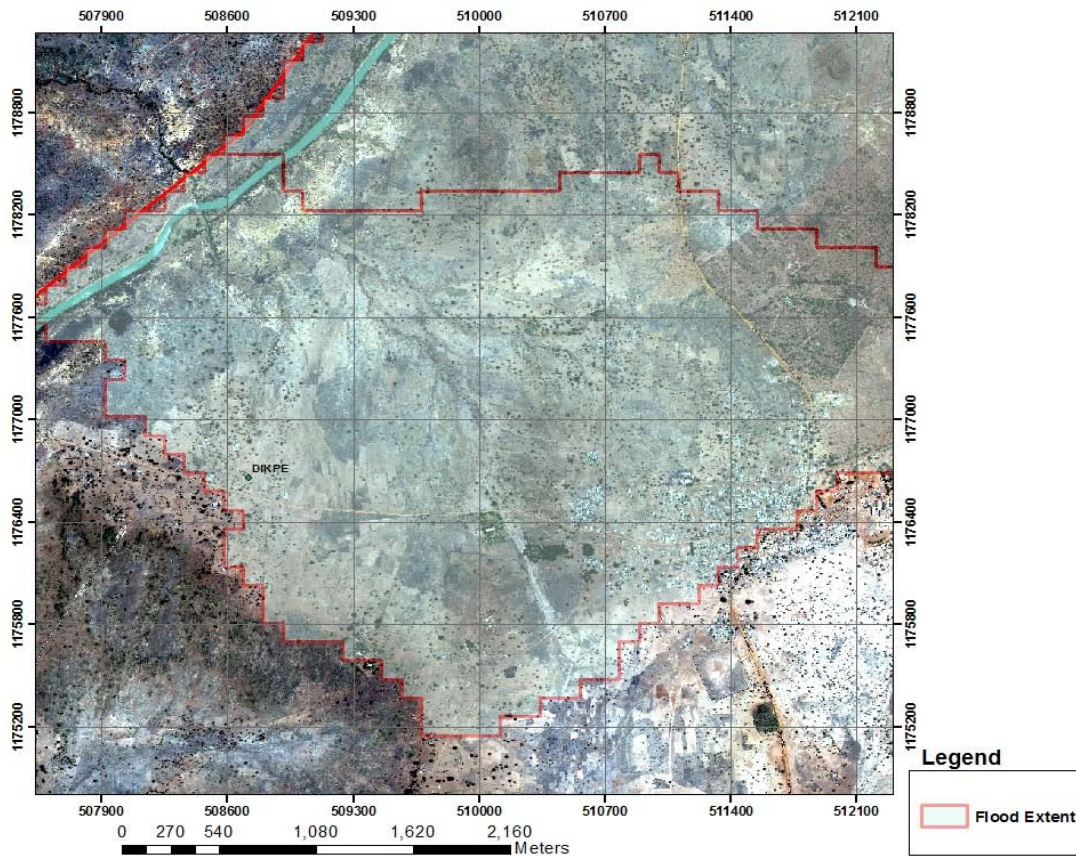 507900 508600 509300 510000 510700 511400 512100
1178800 1178800
1178200 1178200
1177600 1177600
1177000 1177000
DIKPE
1176400 1176400
1175800 1175800
1175200 1175200
507900 508600 509300 510000 510700 511400 512100
0 270 540 1,080 1,620 2,160
Meters
Legend
Flood Extent